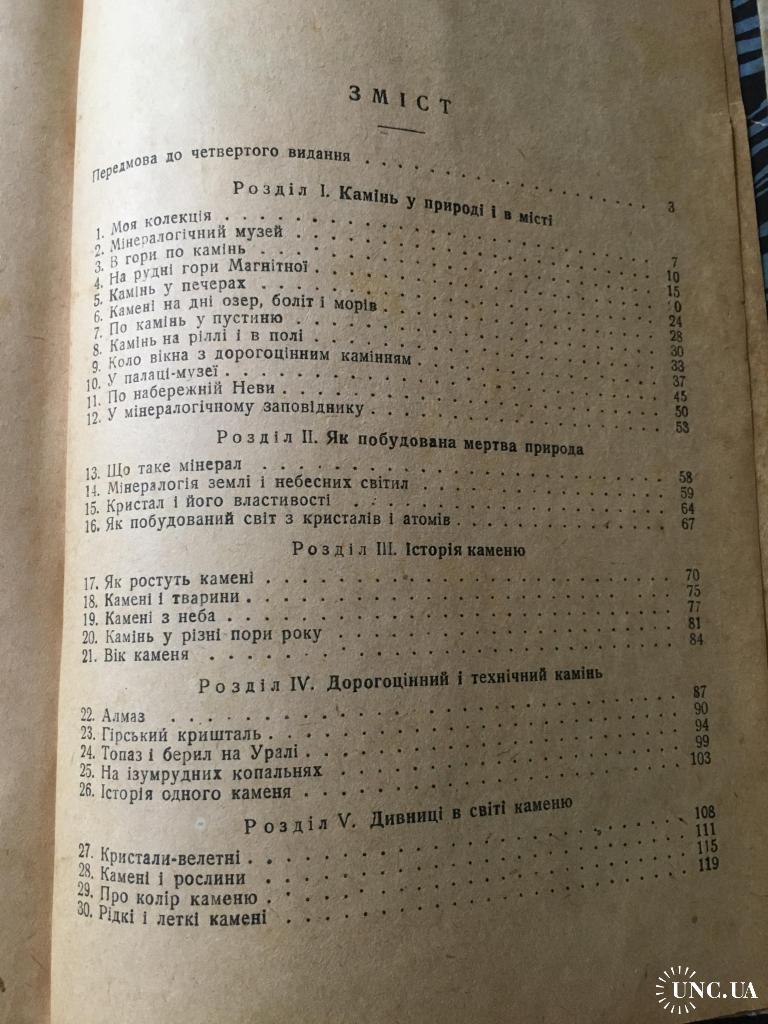 ЗМІСТ
Передмова до четвертого видання . . . 3
Розділ І. Камінь у природі і в місті
1. Моя колекція . . . 7
2. Мінералогічний музей . . . 10
3. В гори по камінь . . . 15
4. На рудні гори Магнітної . . . 0
5. Камінь у печерах . . . 24
6. Камені на дні озер, боліт і морів . . . 28
7. По камінь у пустиню . . . 30
8. Камінь на ріллі і в полі . . . 33
9. Коло вікна з дорогоцінним камінням . . . 37
10. У палаці-музеї . . . 45
11. По набережній Неви . . . 50
12. У мінералогічному заповіднику . . . 53
Розділ ІІ. Як побудована мертва природа
13. Що таке мінерал . . . 58
14. Мінералогія землі і небесних світил . . . 59
15. Кристал і його властивості . . . 64
16. Як побудований світ з кристалів і атомів . . . 67
Розділ ІІІ. Історія каменю
17. Як ростуть камені . . . 70
18. Камені і тварини . . . 75
19. Камені з неба . . . 77
20. Камінь у різні пори року . . . 81
21. Вік каменя . . . 84
Розділ IV. Дорогоцінний і технічний камінь
22. Алмаз . . . 87
23. Гірський кришталь . . . 90
24. Топаз і берил на Уралі . . . 94
25. На ізумрудних копальнях . . . 99
26. Історія одного каменя . . . 103
Розділ V. Дивниці в світі каменю
27. Кристали-велетні . . . 108
28. Камені і рослини . . . 111
29. Про колір каменю . . . 115
30. Рідкі і леткі камені . . . 119
UNC.UA